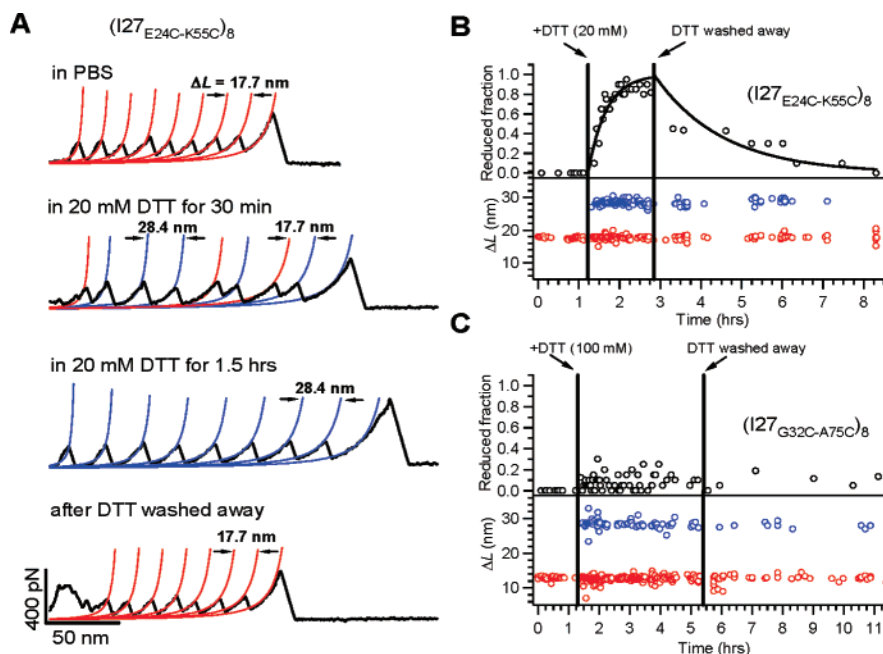 A
(I27E24C-K55C)8
in PBS
ΔL = 17.7 nm
in 20 mM DTT for 30 min
28.4 nm
17.7 nm
in 20 mM DTT for 1.5 hrs
28.4 nm
after DTT washed away
17.7 nm
400 pN
50 nm
B
+DTT (20 mM)
DTT washed away
(I27E24C-K55C)8
Reduced fraction
1.0
0.8
0.6
0.4
0.2
0.0
ΔL (nm)
30
20
10
0 1 2 3 4 5 6 7 8
Time (hrs)
C
+DTT (100 mM)
DTT washed away
(I27G32C-A75C)8
Reduced fraction
1.0
0.8
0.6
0.4
0.2
0.0
ΔL (nm)
30
20
10
0 1 2 3 4 5 6 7 8 9 10 11
Time (hrs)